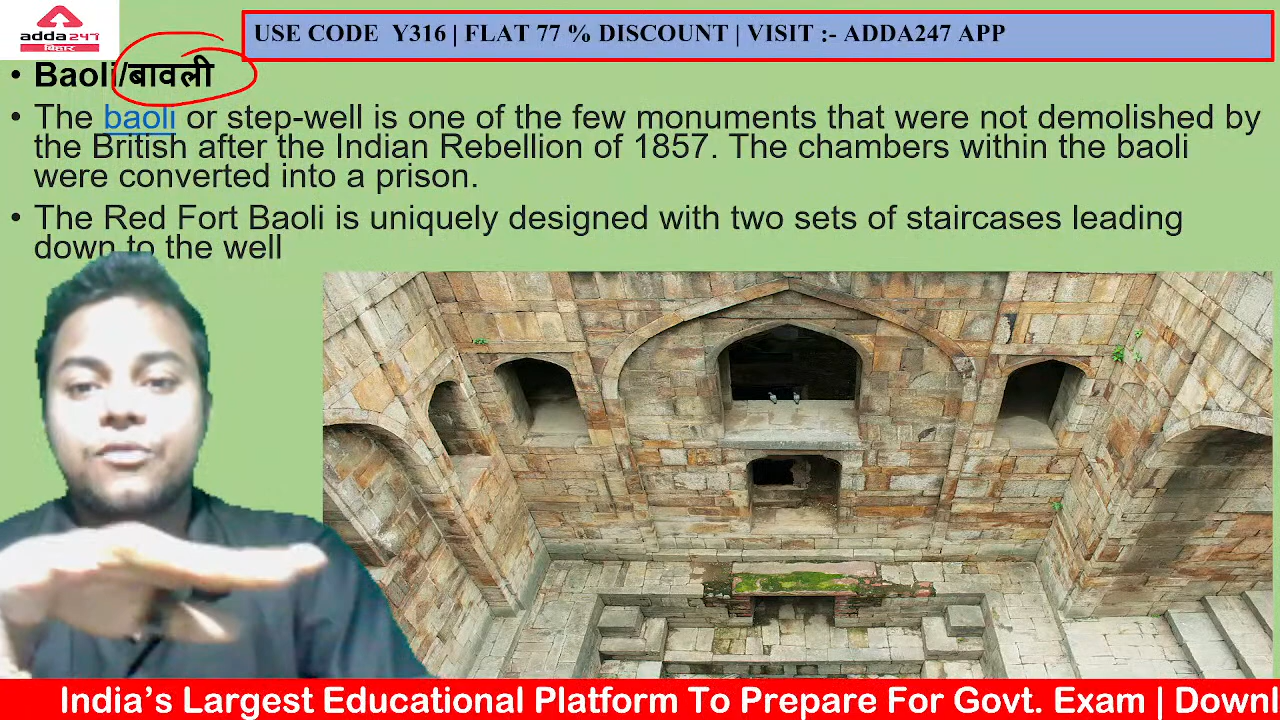 adda247
बिहार
USE CODE Y316 | FLAT 77 % DISCOUNT | VISIT :- ADDA247 APP
• Baoli/बावली
• The baoli or step-well is one of the few monuments that were not demolished by
the British after the Indian Rebellion of 1857. The chambers within the baoli
were converted into a prison.
• The Red Fort Baoli is uniquely designed with two sets of staircases leading
down to the well
India’s Largest Educational Platform To Prepare For Govt. Exam | Downl